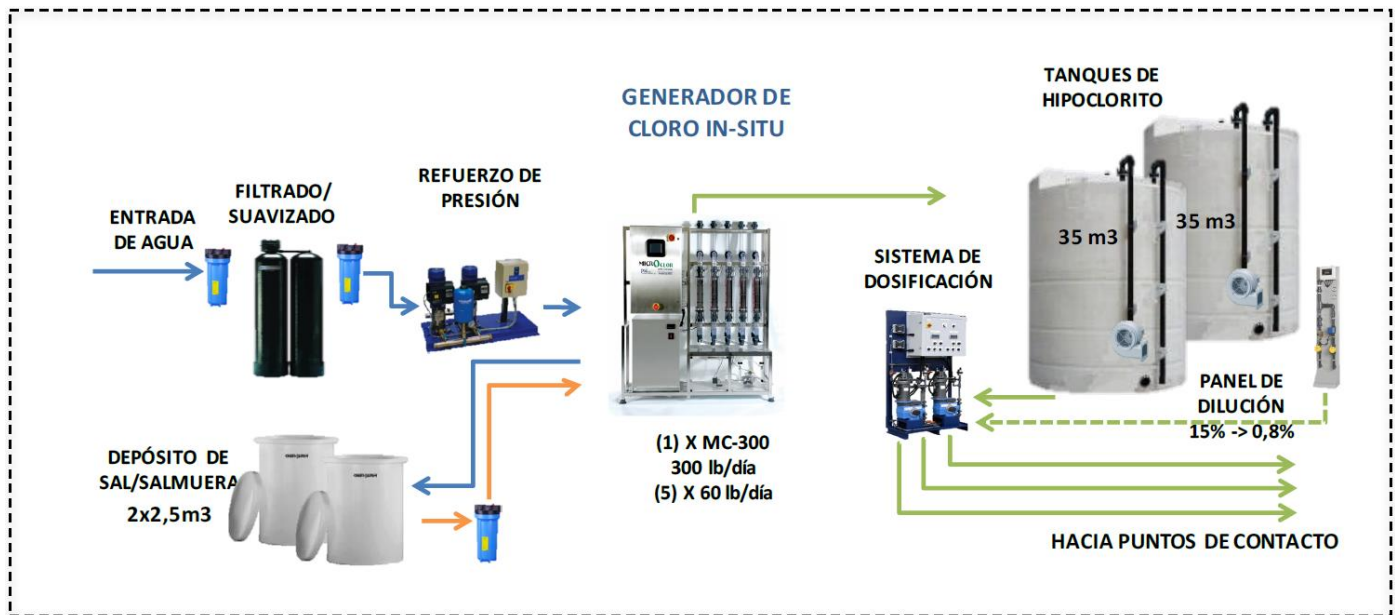 GENERADOR DE
CLORO IN-SITU
TANQUES DE
HIPOCLORITO
35 m3
35 m3
ENTRADA
DE AGUA
FILTRADO/
SUAVIZADO
REFUERZO DE
PRESIÓN
SISTEMA DE
DOSIFICACIÓN
PANEL DE
DILUCIÓN
15% -> 0,8%
(1) X MC-300
300 lb/día
(5) X 60 lb/día
DEPÓSITO DE
SAL/SALMUERA
2x2,5m3
HACIA PUNTOS DE CONTACTO